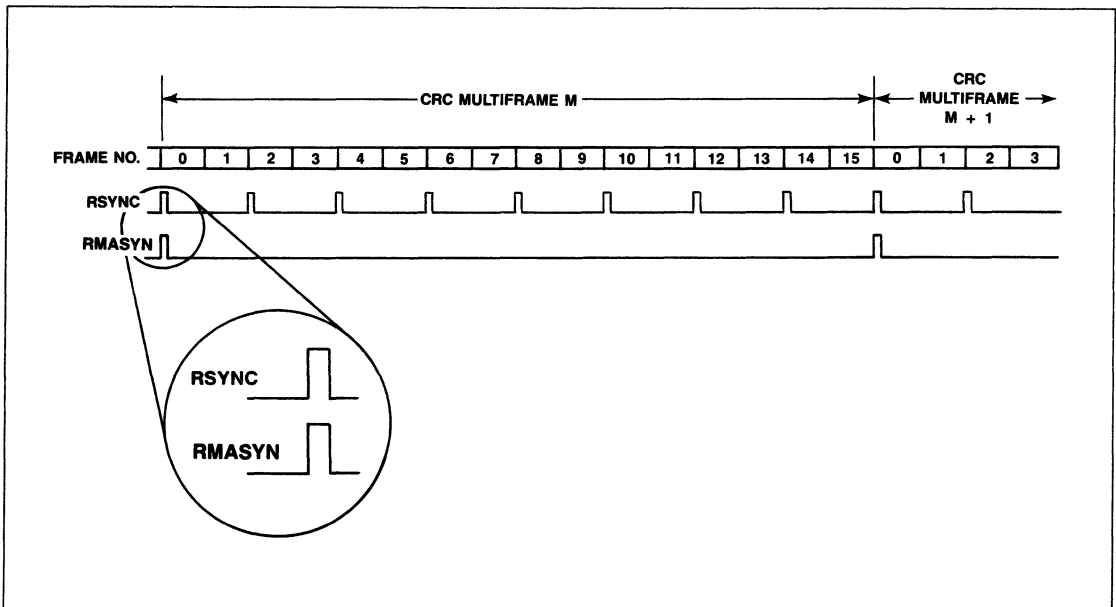 CRC MULTIFRAME M
CRC
MULTIFRAME
M + 1
FRAME NO. 0 1 2 3 4 5 6 7 8 9 10 11 12 13 14 15 0 1 2 3
RSYNC
RMASYN
RSYNC
RMASYN